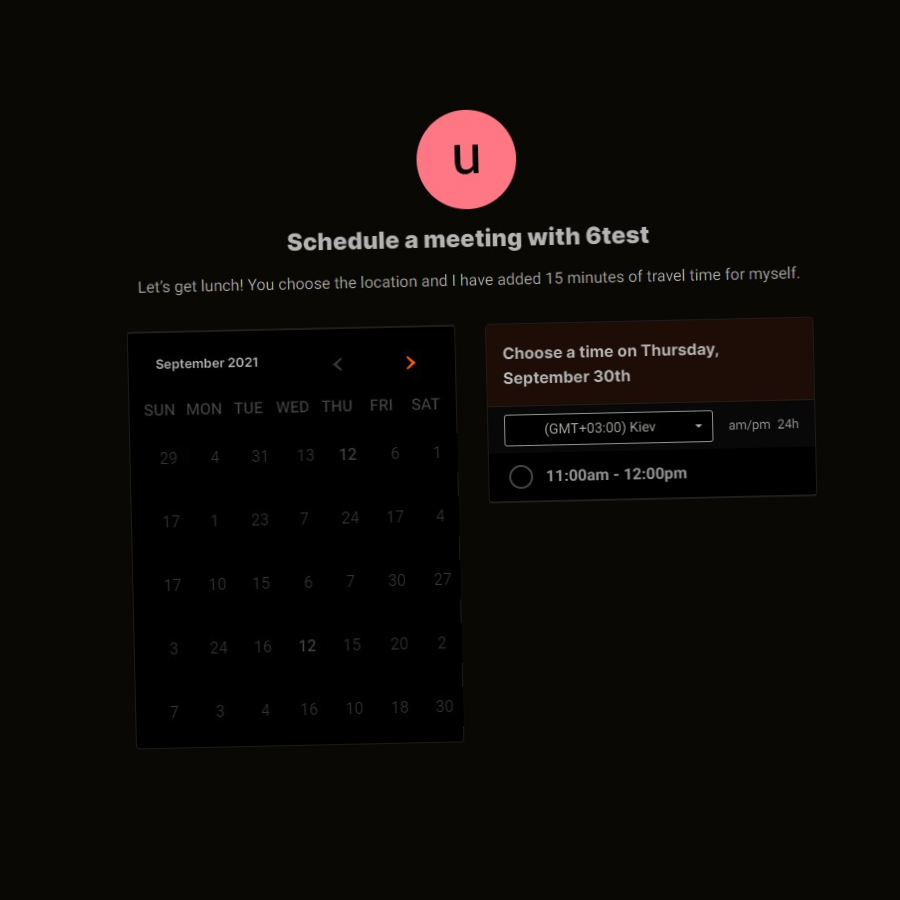 u
Schedule a meeting with 6test
Let's get lunch! You choose the location and I have added 15 minutes of travel time for myself.
September 2021
SUN MON TUE WED THU FRI SAT
29 4 31 13 12 6 1
17 1 23 7 24 17 4
17 10 15 6 7 30 27
3 24 16 12 15 20 2
7 3 4 16 10 18 30
Choose a time on Thursday,
September 30th
(GMT+03:00) Kiev am/pm 24h
11:00am - 12:00pm